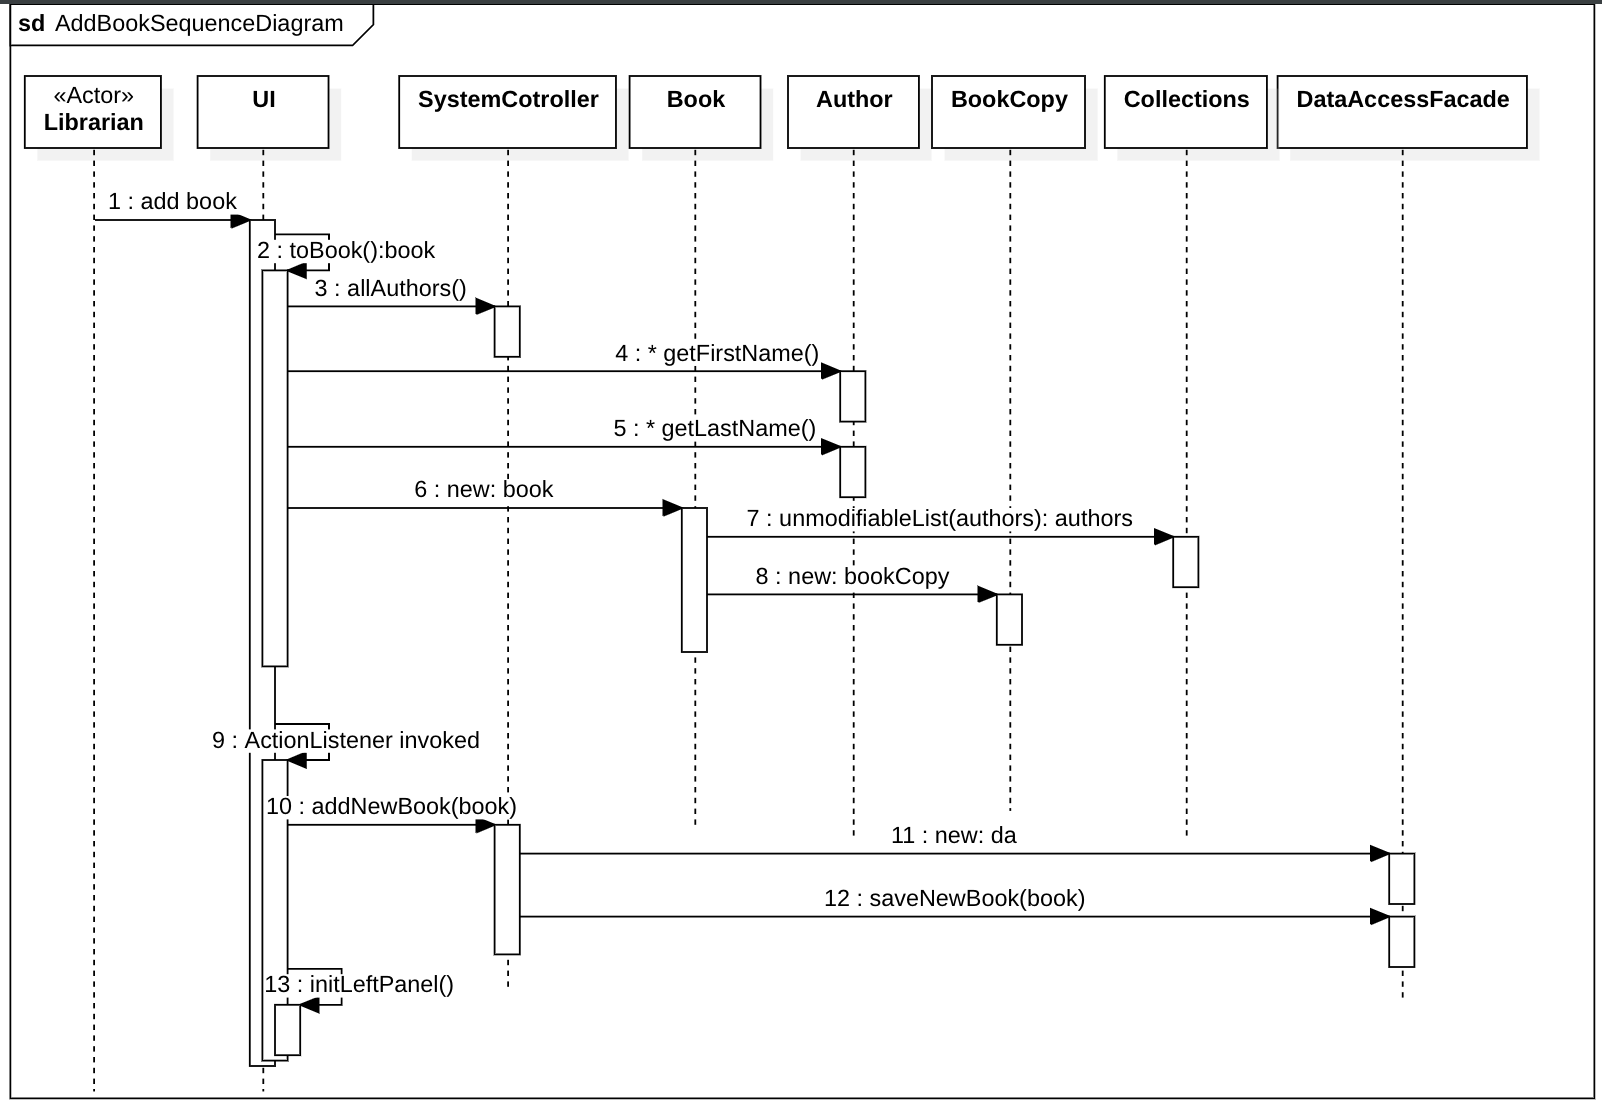 sd AddBookSequenceDiagram
«Actor»
Librarian
UI
SystemCotroller
Book
Author
BookCopy
Collections
DataAccessFacade
1 : add book
2 : toBook():book
3 : allAuthors()
4 : * getFirstName()
5 : * getLastName()
6 : new: book
7 : unmodifiableList(authors): authors
8 : new: bookCopy
9 : ActionListener invoked
10 : addNewBook(book)
11 : new: da
12 : saveNewBook(book)
13 : initLeftPanel()